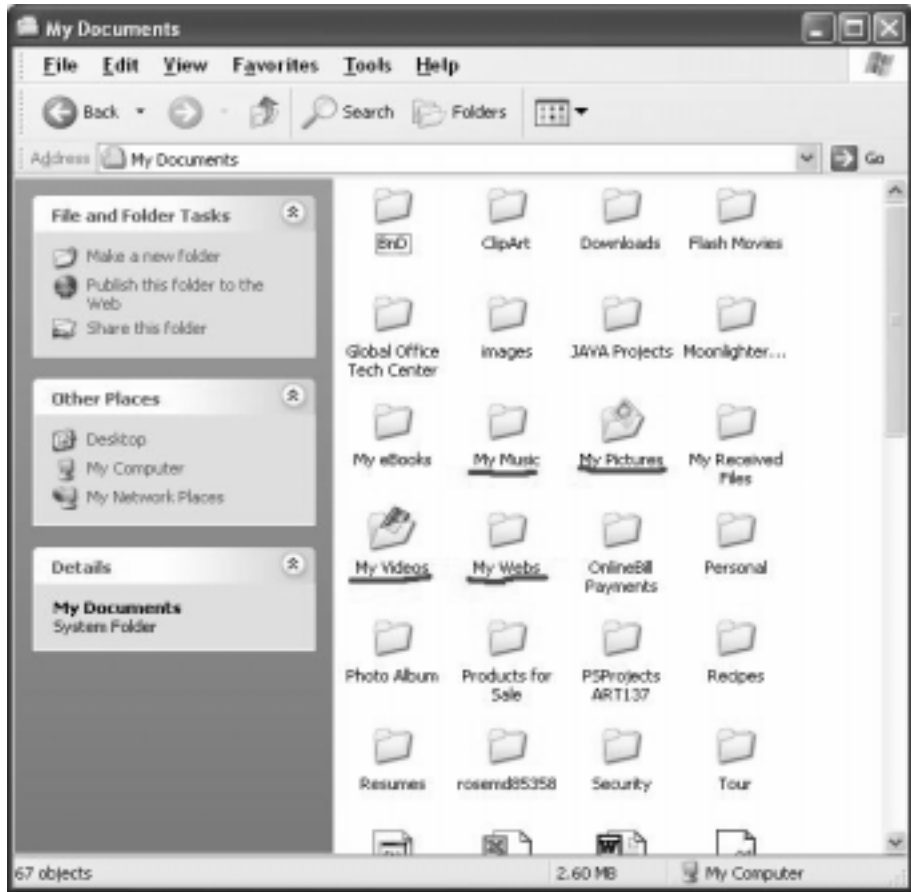 My Documents
File Edit View Favorites Tools Help
Back Search Folders
Address My Documents Go
File and Folder Tasks
Make a new folder
Publish this folder to the
Web
Share this folder
Other Places
Desktop
My Computer
My Network Places
Details
My Documents
System Folder
BnD ClipArt Downloads Flash Movies
Global Office images JAVA Projects Moonlighter...
Tech Center
My eBooks My Music My Pictures My Received
Files
My Videos My Webs OnlineBill Personal
Payments
Photo Album Products for PSProjects Recipes
Sale ART137
Resumes rosemd85358 Security Tour
67 objects 2.60 MB My Computer